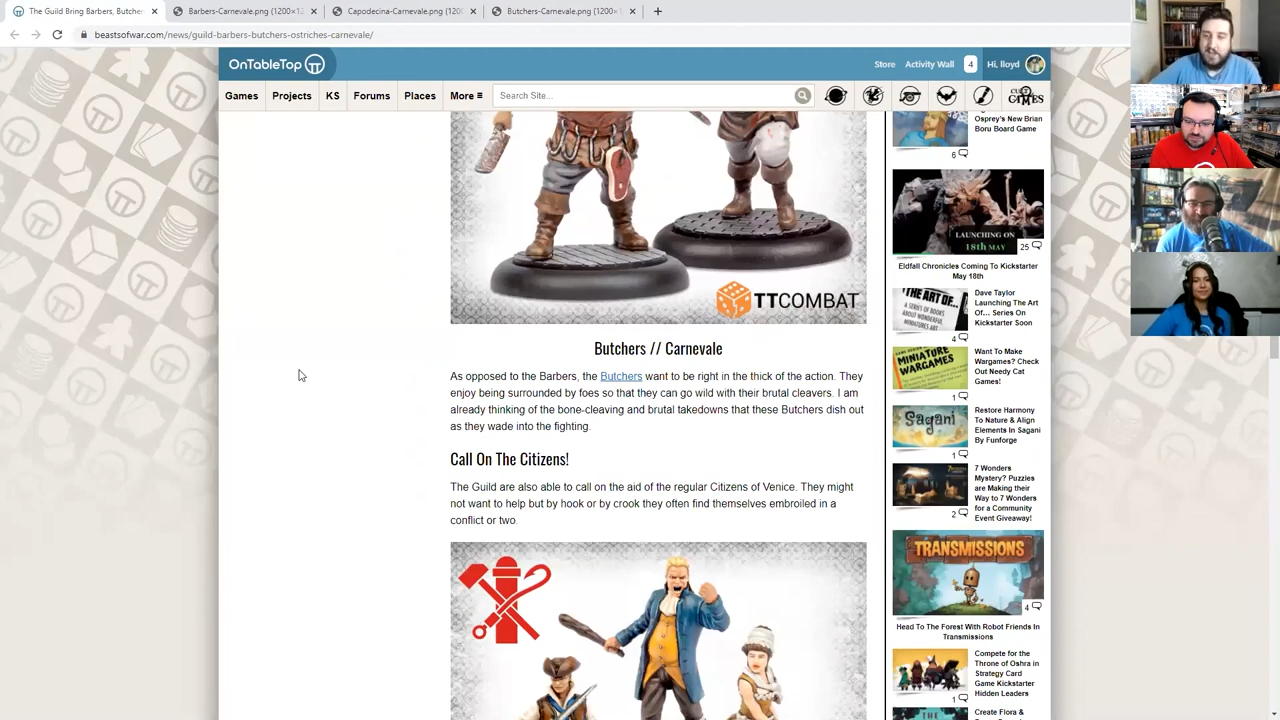 The Guild Bring Barbers, Butche
Barbers-Carnevale.png (1200×12
Capodecina-Carnevale.png (1200
Butchers-Carnevale.png (1200×1
beastsofwar.com/news/guild-barbers-butchers-ostriches-carnevale/
OnTableTop
Store
Activity Wall
4
Hi, lloyd
Games
Projects
KS
Forums
Places
More
Search Site...
TTCOMBAT
Butchers // Carnevale
As opposed to the Barbers, the Butchers want to be right in the thick of the action. They
enjoy being surrounded by foes so that they can go wild with their brutal cleavers. I am
already thinking of the bone-cleaving and brutal takedowns that these Butchers dish out
as they wade into the fighting.
Call On The Citizens!
The Guild are also able to call on the aid of the regular Citizens of Venice. They might
not want to help but by hook or by crook they often find themselves embroiled in a
conflict or two.
Osprey's New Brian
Boru Board Game
6
LAUNCHING ON
18th MAY
25
Eldfall Chronicles Coming To Kickstarter
May 18th
THE ART OF...
Dave Taylor
Launching The Art
Of... Series On
Kickstarter Soon
4
MINIATURE
WARGAMES
Want To Make
Wargames? Check
Out Needy Cat
Games!
1
Sagani
Restore Harmony
To Nature & Align
Elements In Sagani
By Funforge
1
7 Wonders
Mystery? Puzzles
are Making their
Way to 7 Wonders
for a Community
Event Giveaway!
2
TRANSMISSIONS
4
Head To The Forest With Robot Friends In
Transmissions
Compete for the
Throne of Oshra in
Strategy Card
Game Kickstarter
Hidden Leaders
1
Create Flora &